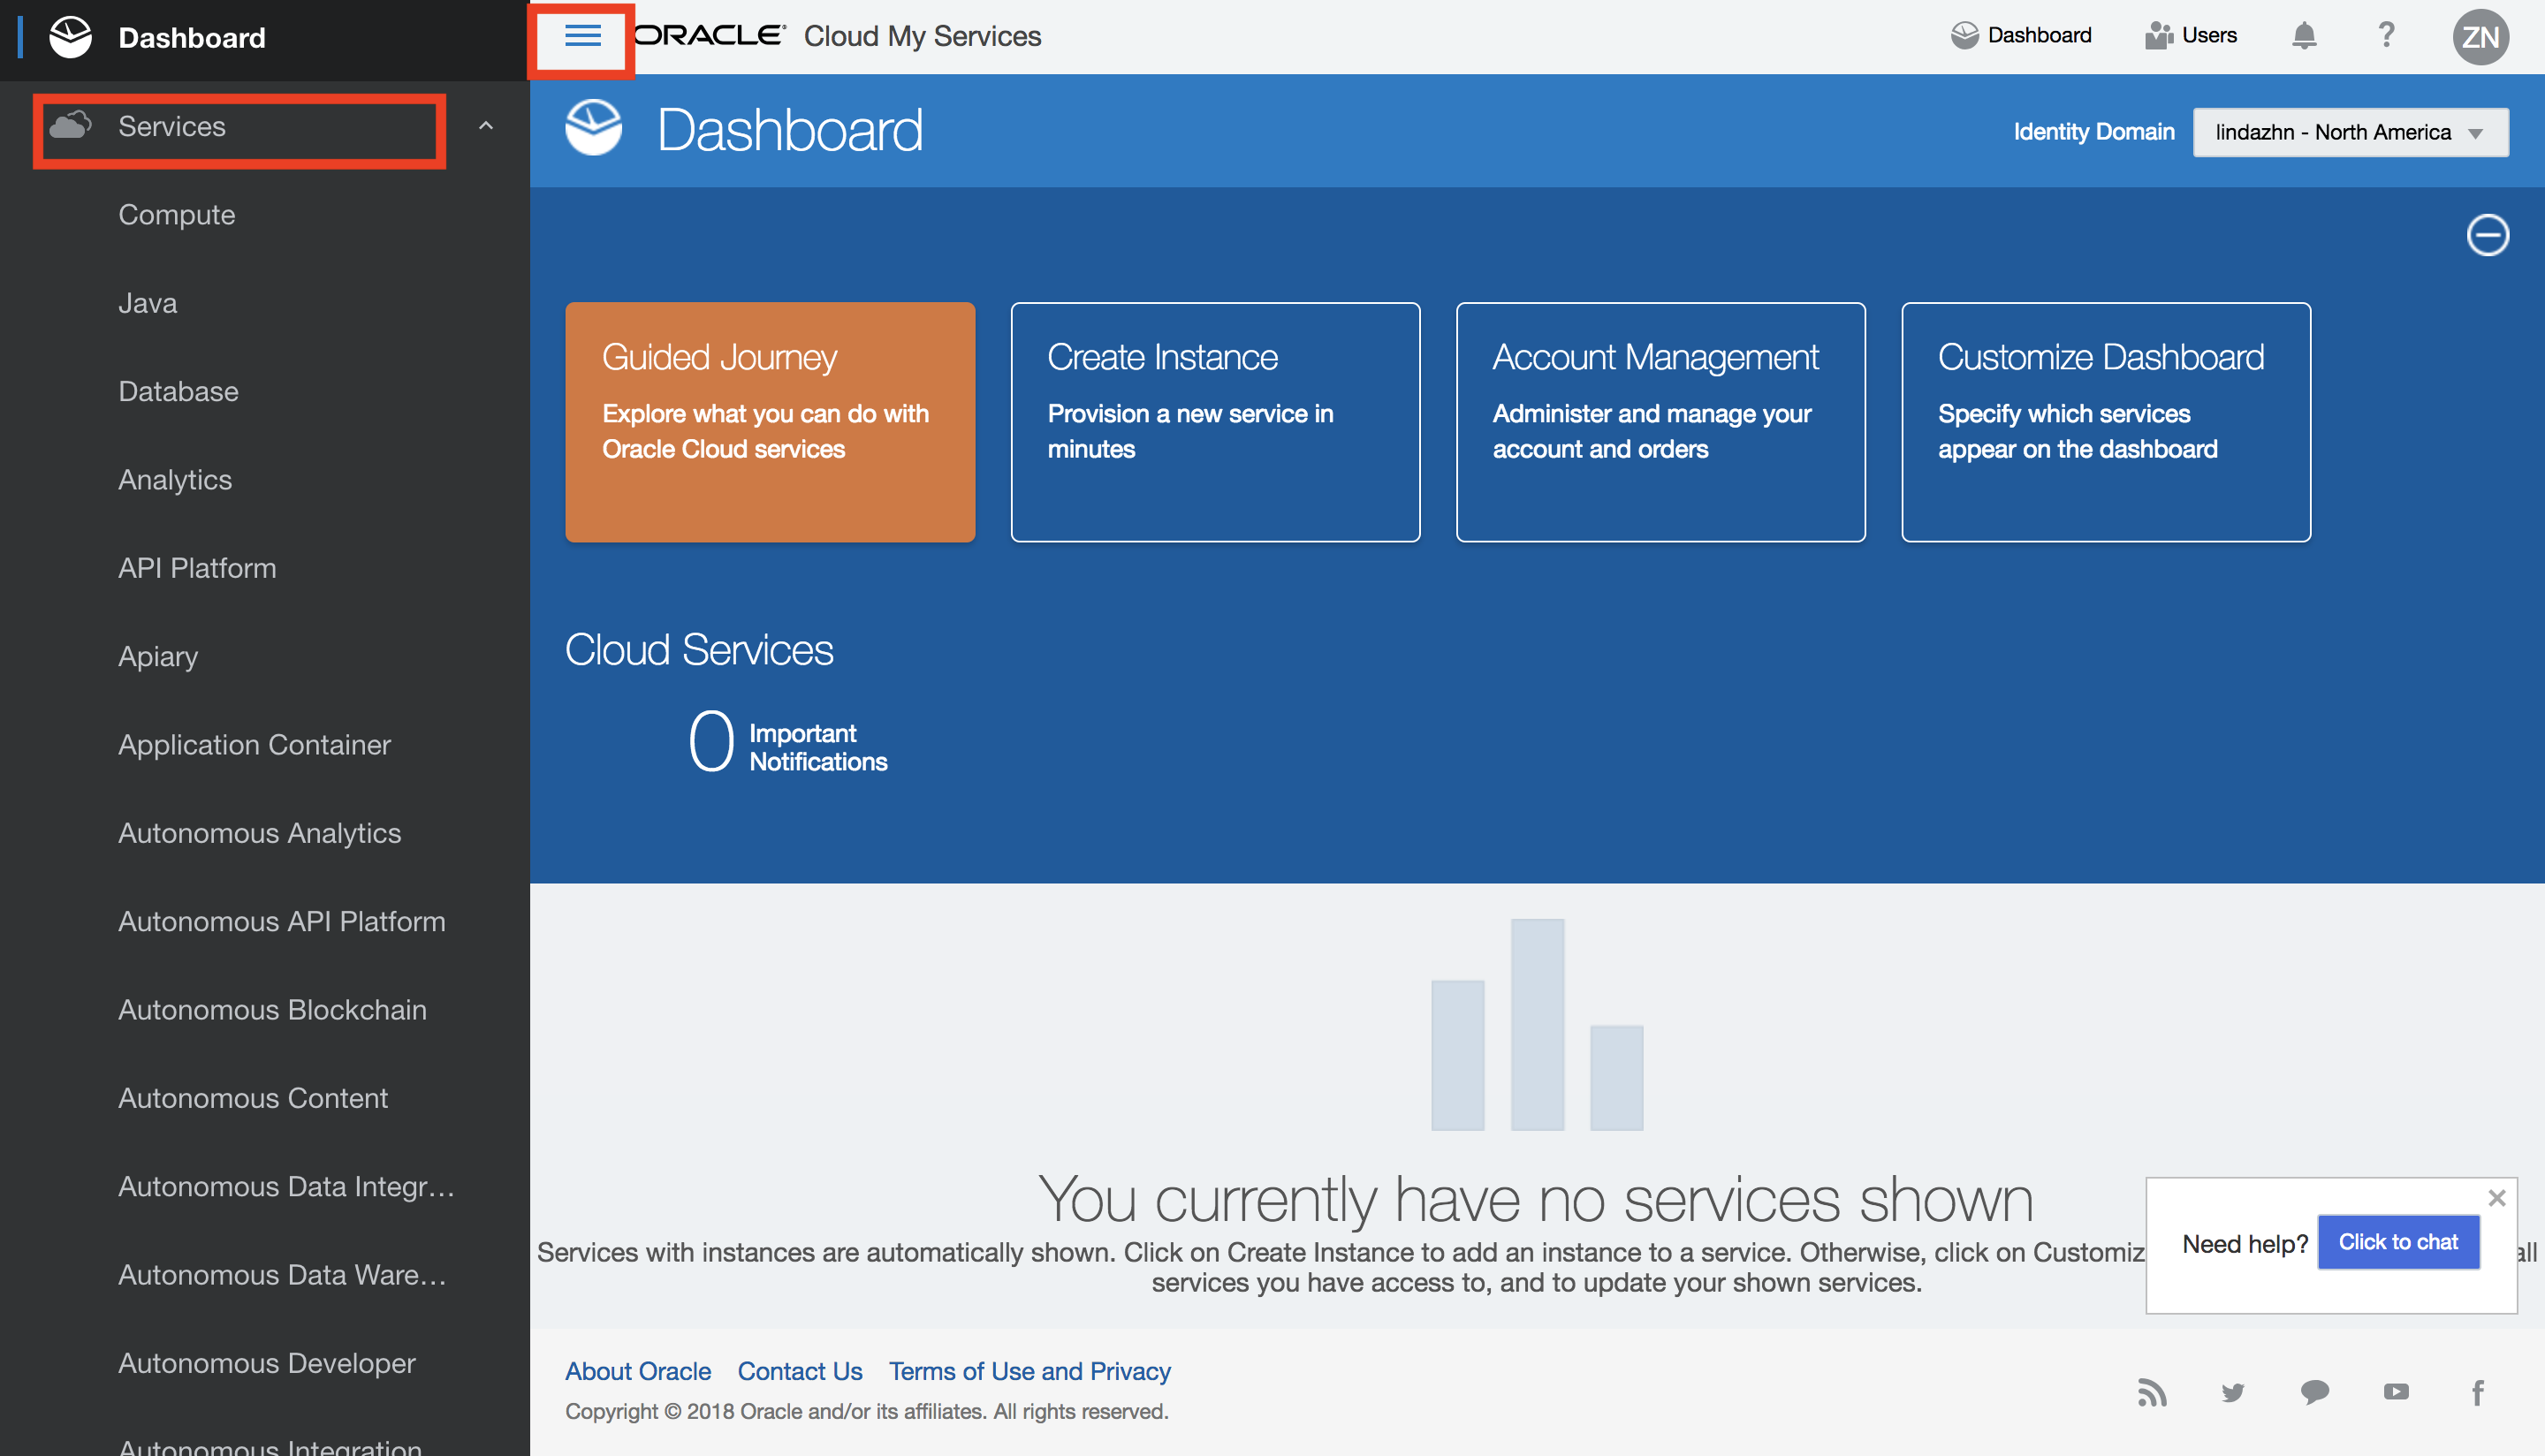 Dashboard
Services
Compute
Java
Database
Analytics
API Platform
Apiary
Application Container
Autonomous Analytics
Autonomous API Platform
Autonomous Blockchain
Autonomous Content
Autonomous Data Integr…
Autonomous Data Ware…
Autonomous Developer
Autonomous Integration
ORACLE® Cloud My Services
Dashboard
Users
?
ZN
Dashboard
Identity Domain
lindazhn - North America
Guided Journey
Explore what you can do with
Oracle Cloud services
Create Instance
Provision a new service in
minutes
Account Management
Administer and manage your
account and orders
Customize Dashboard
Specify which services
appear on the dashboard
Cloud Services
0 Important
Notifications
You currently have no services shown
Services with instances are automatically shown. Click on Create Instance to add an instance to a service. Otherwise, click on Customiz
all
services you have access to, and to update your shown services.
Need help?
Click to chat
About Oracle
Contact Us
Terms of Use and Privacy
Copyright © 2018 Oracle and/or its affiliates. All rights reserved.